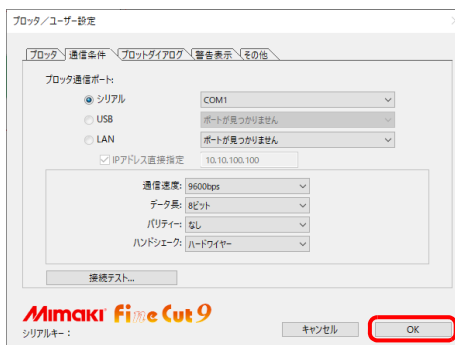 プロッタ／ユーザー設定
プロッタ 通信条件 プロットダイアログ 警告表示 その他
プロッタ通信ポート:
シリアル COM1
USB ポートが見つかりません
LAN ポートが見つかりません
IPアドレス直接指定 10.10.100.100
通信速度: 9600bps
データ長: 8ビット
パリティー: なし
ハンドシェーク: ハードワイヤー
接続テスト...
Mimaki Fine Cut 9
シリアルキー：
キャンセル OK